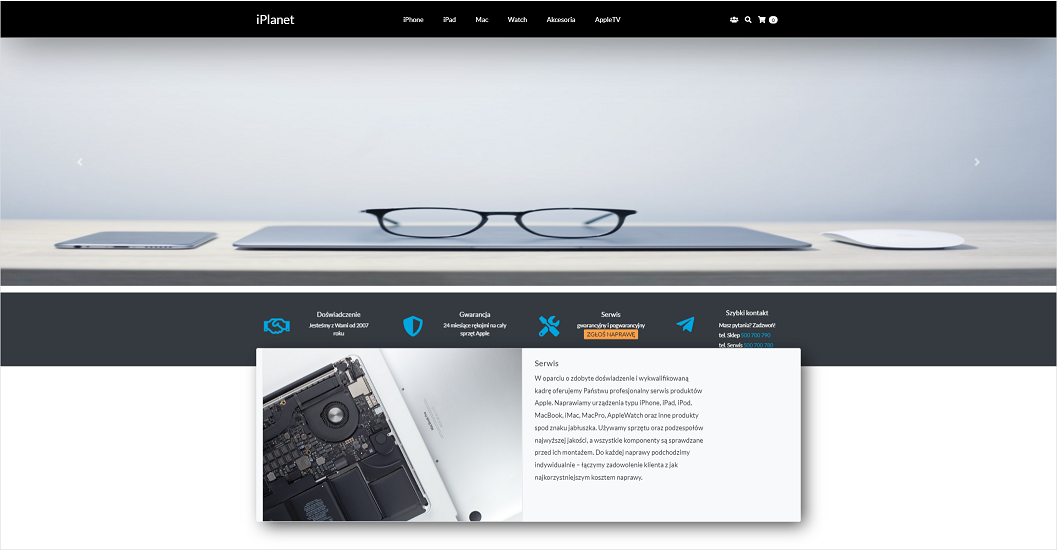 iPlanet
iPhone iPad Mac Watch Akcesoria AppleTV
0
Doświadczenie
Jesteśmy z Wami od 2007
roku
Gwarancja
24 miesiące rękojmi na cały
sprzęt Apple
Serwis
gwarancyjny i pogwarancyjny
ZGŁOŚ NAPRAWĘ
Szybki kontakt
Masz pytania? Zadzwoń!
tel. Sklep 500 700 790
tel. Serwis 500 700 780
Serwis
W oparciu o zdobyte doświadczenie i wykwalifikowaną
kadrę oferujemy Państwu profesjonalny serwis produktów
Apple. Naprawiamy urządzenia typu iPhone, iPad, iPod,
MacBook, iMac, MacPro, AppleWatch oraz inne produkty
spod znaku jabłuszka. Używamy sprzętu oraz podzespołów
najwyższej jakości, a wszystkie komponenty są sprawdzane
przed ich montażem. Do każdej naprawy podchodzimy
indywidualnie – łączymy zadowolenie klienta z jak
najkorzystniejszym kosztem naprawy.